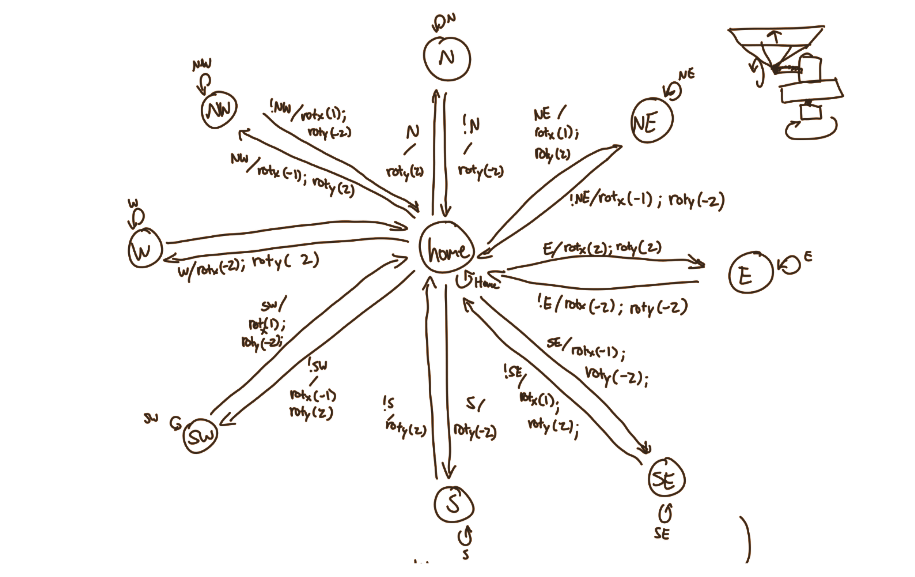 N
N
NW
NW
!NW/rotx(1);
roty(-2)
NW/rotx(-1); roty(2)
N
/
roty(2)
!N
/
roty(-2)
NE
NE
NE/
rotx(1);
roty(2)
!NE/rotx(-1); roty(-2)
W
W
W/rotx(-2); roty( 2)
home
Home
E/rotx(2); roty(2)
!E/rotx(-2); roty(-2)
E
E
SW/
rotx(1);
roty(-2);
!SW
/
rotx(-1)
roty(2)
SW
SW
!S
/roty(2)
S/
roty(-2)
S
S
SE/rotx(-1);
roty(-2);
!SE/
rotx(1);
roty(2);
SE
SE
)